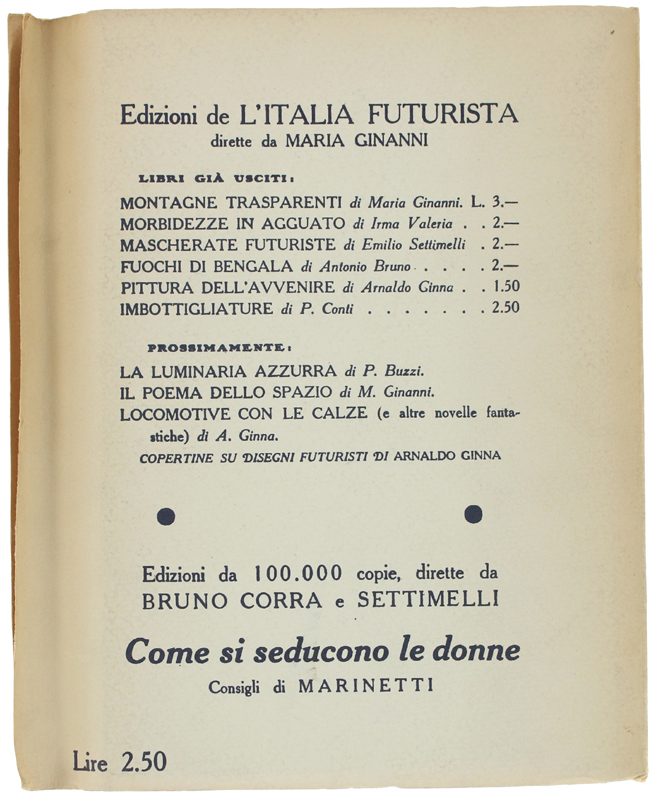 Edizioni de L'ITALIA FUTURISTA
dirette da MARIA GINANNI
LIBRI GIÀ USCITI:
MONTAGNE TRASPARENTI di Maria Ginanni. L. 3.—
MORBIDEZZE IN AGGUATO di Irma Valeria . . 2.—
MASCHERATE FUTURISTE di Emilio Settimelli . 2.—
FUOCHI DI BENGALA di Antonio Bruno . . . . 2.—
PITTURA DELL'AVVENIRE di Arnaldo Ginna . . 1.50
IMBOTTIGLIATURE di P. Conti . . . . . . . 2.50
PROSSIMAMENTE:
LA LUMINARIA AZZURRA di P. Buzzi.
IL POEMA DELLO SPAZIO di M. Ginanni.
LOCOMOTIVE CON LE CALZE (e altre novelle fanta-
stiche) di A. Ginna.
COPERTINE SU DISEGNI FUTURISTI DI ARNALDO GINNA
Edizioni da 100.000 copie, dirette da
BRUNO CORRA e SETTIMELLI
Come si seducono le donne
Consigli di MARINETTI
Lire 2.50